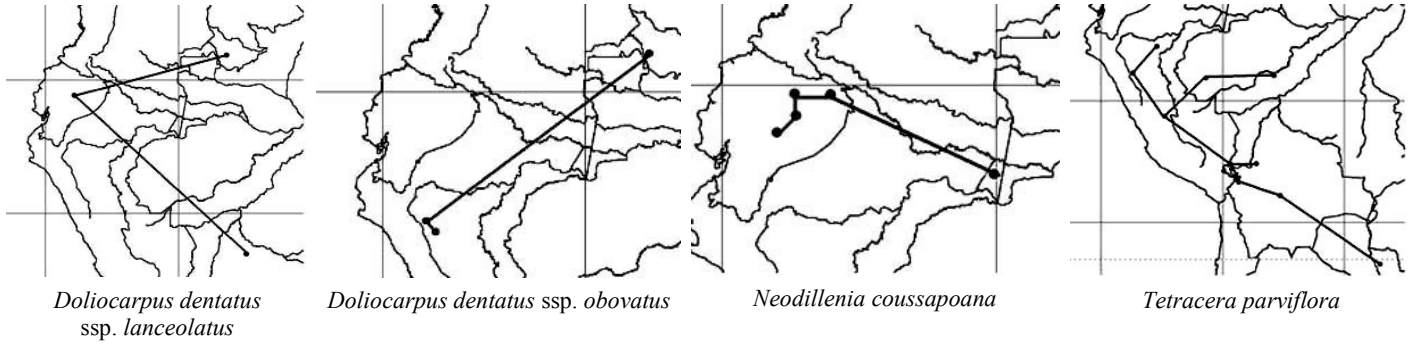 Doliocarpus dentatus
ssp. lanceolatus
Doliocarpus dentatus ssp. obovatus
Neodillenia coussapoana
Tetracera parviflora